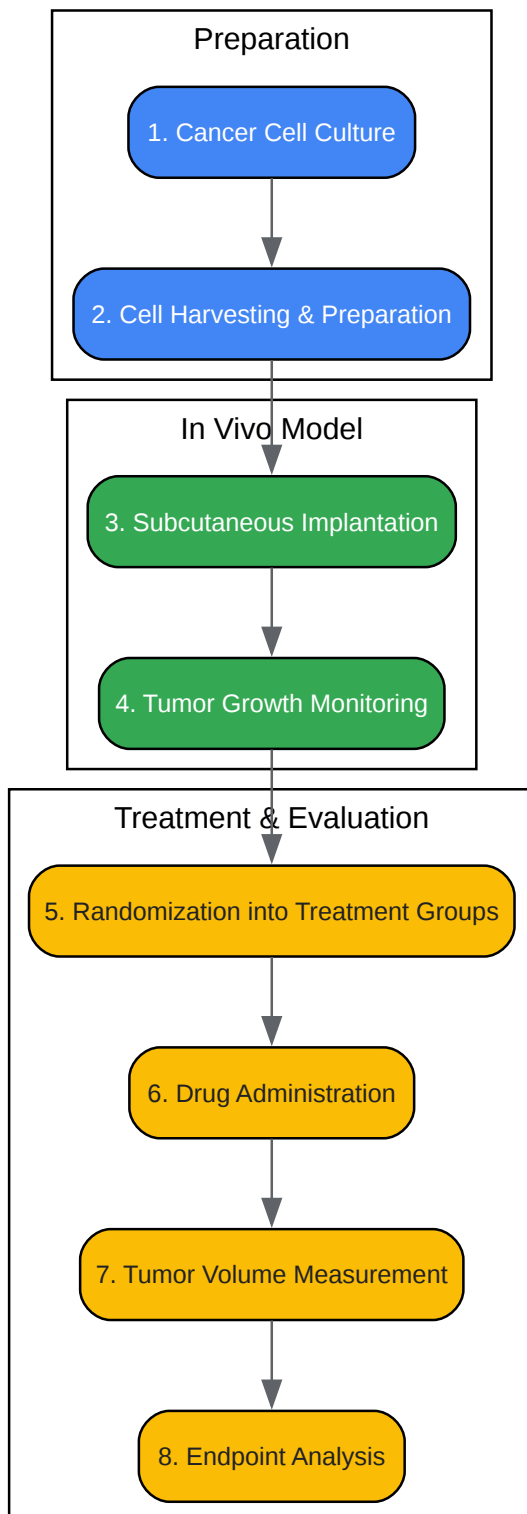 Preparation
1. Cancer Cell Culture
2. Cell Harvesting & Preparation
In Vivo Model
3. Subcutaneous Implantation
4. Tumor Growth Monitoring
Treatment & Evaluation
5. Randomization into Treatment Groups
6. Drug Administration
7. Tumor Volume Measurement
8. Endpoint Analysis